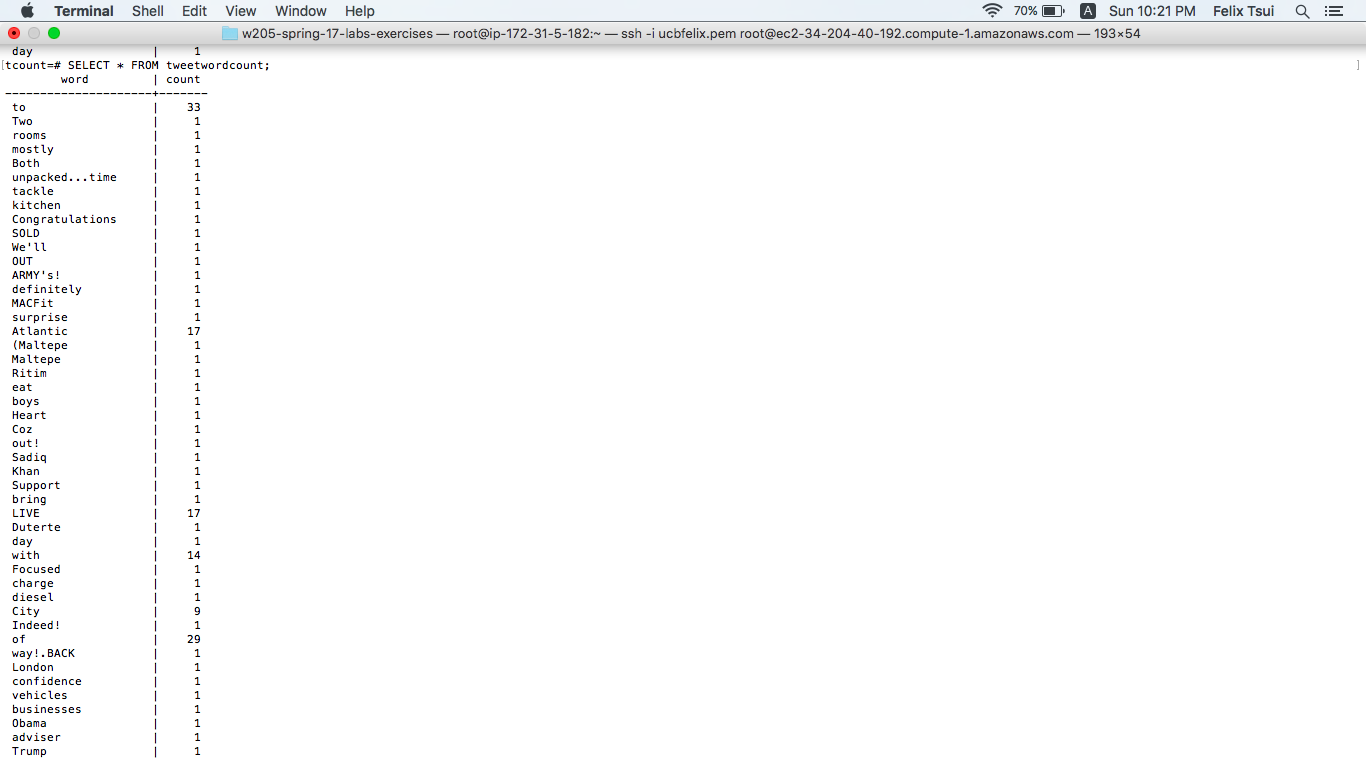 Terminal Shell Edit View Window Help 70% A Sun 10:21 PM Felix Tsui
w205-spring-17-labs-exercises — root@ip-172-31-5-182:~ — ssh -i ucbfelix.pem root@ec2-34-204-40-192.compute-1.amazonaws.com — 193×54
day | 1
[tcount=# SELECT * FROM tweetwordcount; ]
word | count
---------------------+-------
to | 33
Two | 1
rooms | 1
mostly | 1
Both | 1
unpacked...time | 1
tackle | 1
kitchen | 1
Congratulations | 1
SOLD | 1
We'll | 1
OUT | 1
ARMY's! | 1
definitely | 1
MACFit | 1
surprise | 1
Atlantic | 17
(Maltepe | 1
Maltepe | 1
Ritim | 1
eat | 1
boys | 1
Heart | 1
Coz | 1
out! | 1
Sadiq | 1
Khan | 1
Support | 1
bring | 1
LIVE | 17
Duterte | 1
day | 1
with | 14
Focused | 1
charge | 1
diesel | 1
City | 9
Indeed! | 1
of | 29
way!.BACK | 1
London | 1
confidence | 1
vehicles | 1
businesses | 1
Obama | 1
adviser | 1
Trump | 1